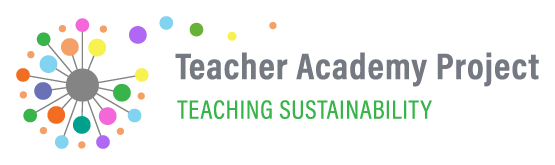 Teacher Academy Project
TEACHING SUSTAINABILITY